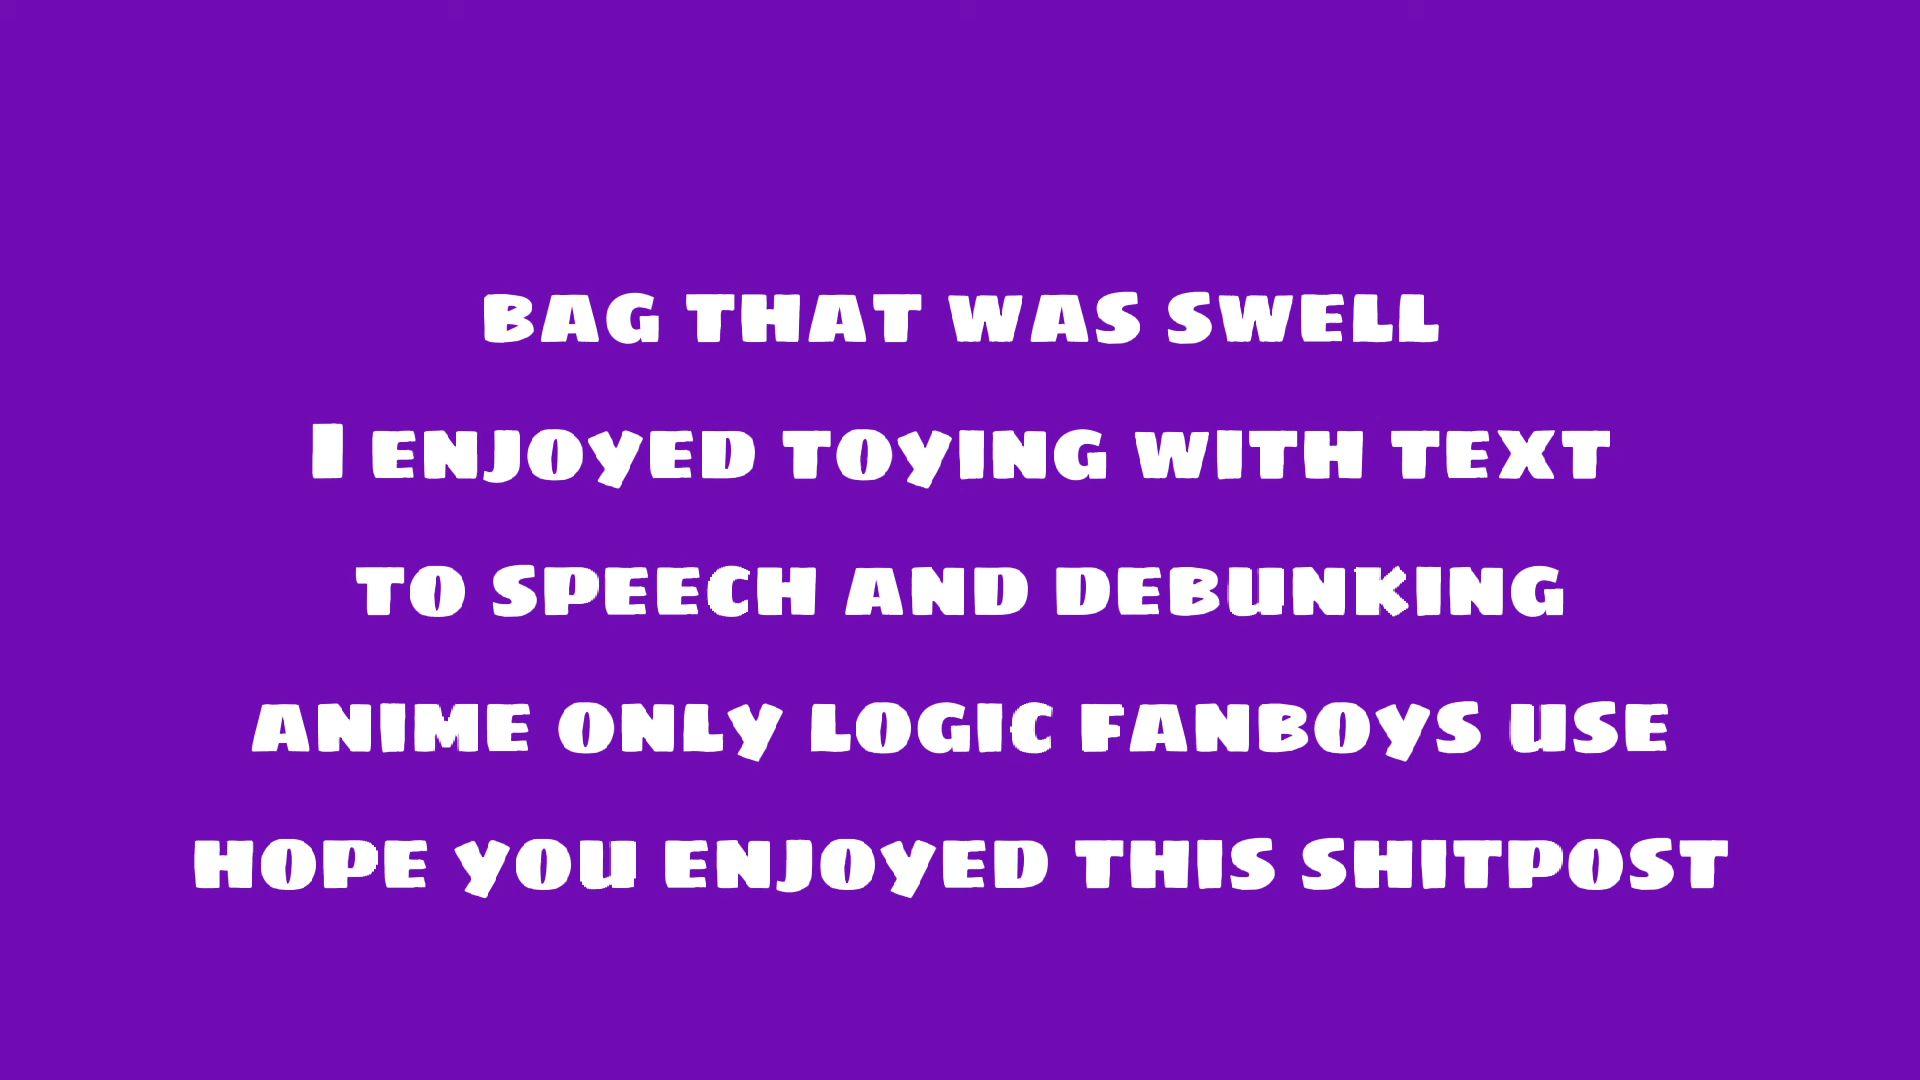 BAG THAT WAS SWELL
I ENJOYED TOYING WITH TEXT
TO SPEECH AND DEBUNKING
ANIME ONLY LOGIC FANBOYS USE
HOPE YOU ENJOYED THIS SHITPOST